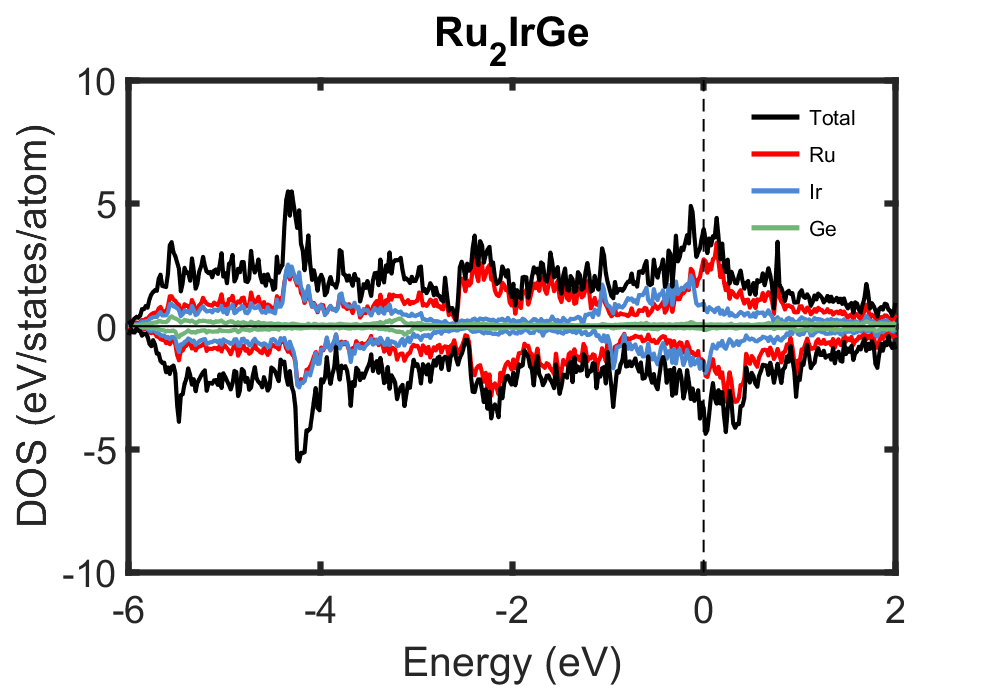 Ru₂IrGe
10
5
0
-5
-10
DOS (eV/states/atom)
Total
Ru
Ir
Ge
-6 -4 -2 0 2
Energy (eV)